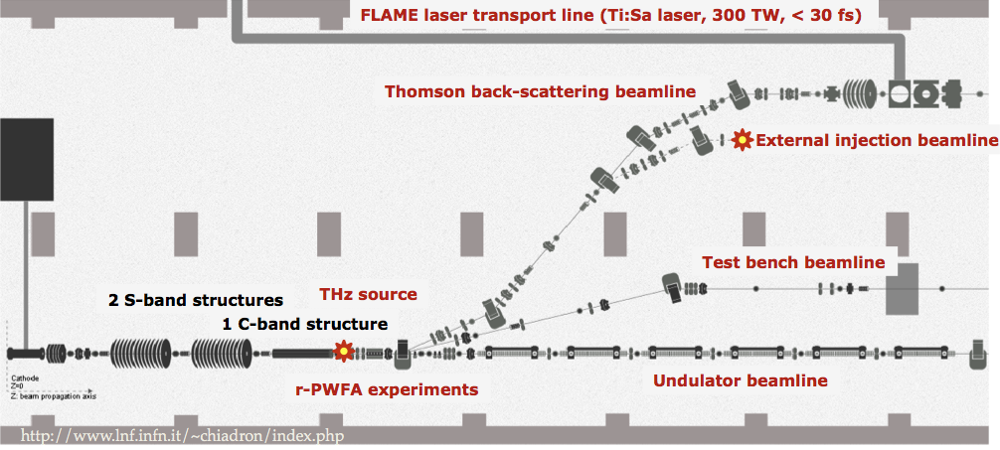 FLAME laser transport line (Ti:Sa laser, 300 TW, < 30 fs)
Thomson back-scattering beamline
External injection beamline
Test bench beamline
2 S-band structures
THz source
1 C-band structure
Cathode
Z=0
Z: beam propagation axis
r-PWFA experiments
Undulator beamline
http://www.lnf.infn.it/~chiadron/index.php